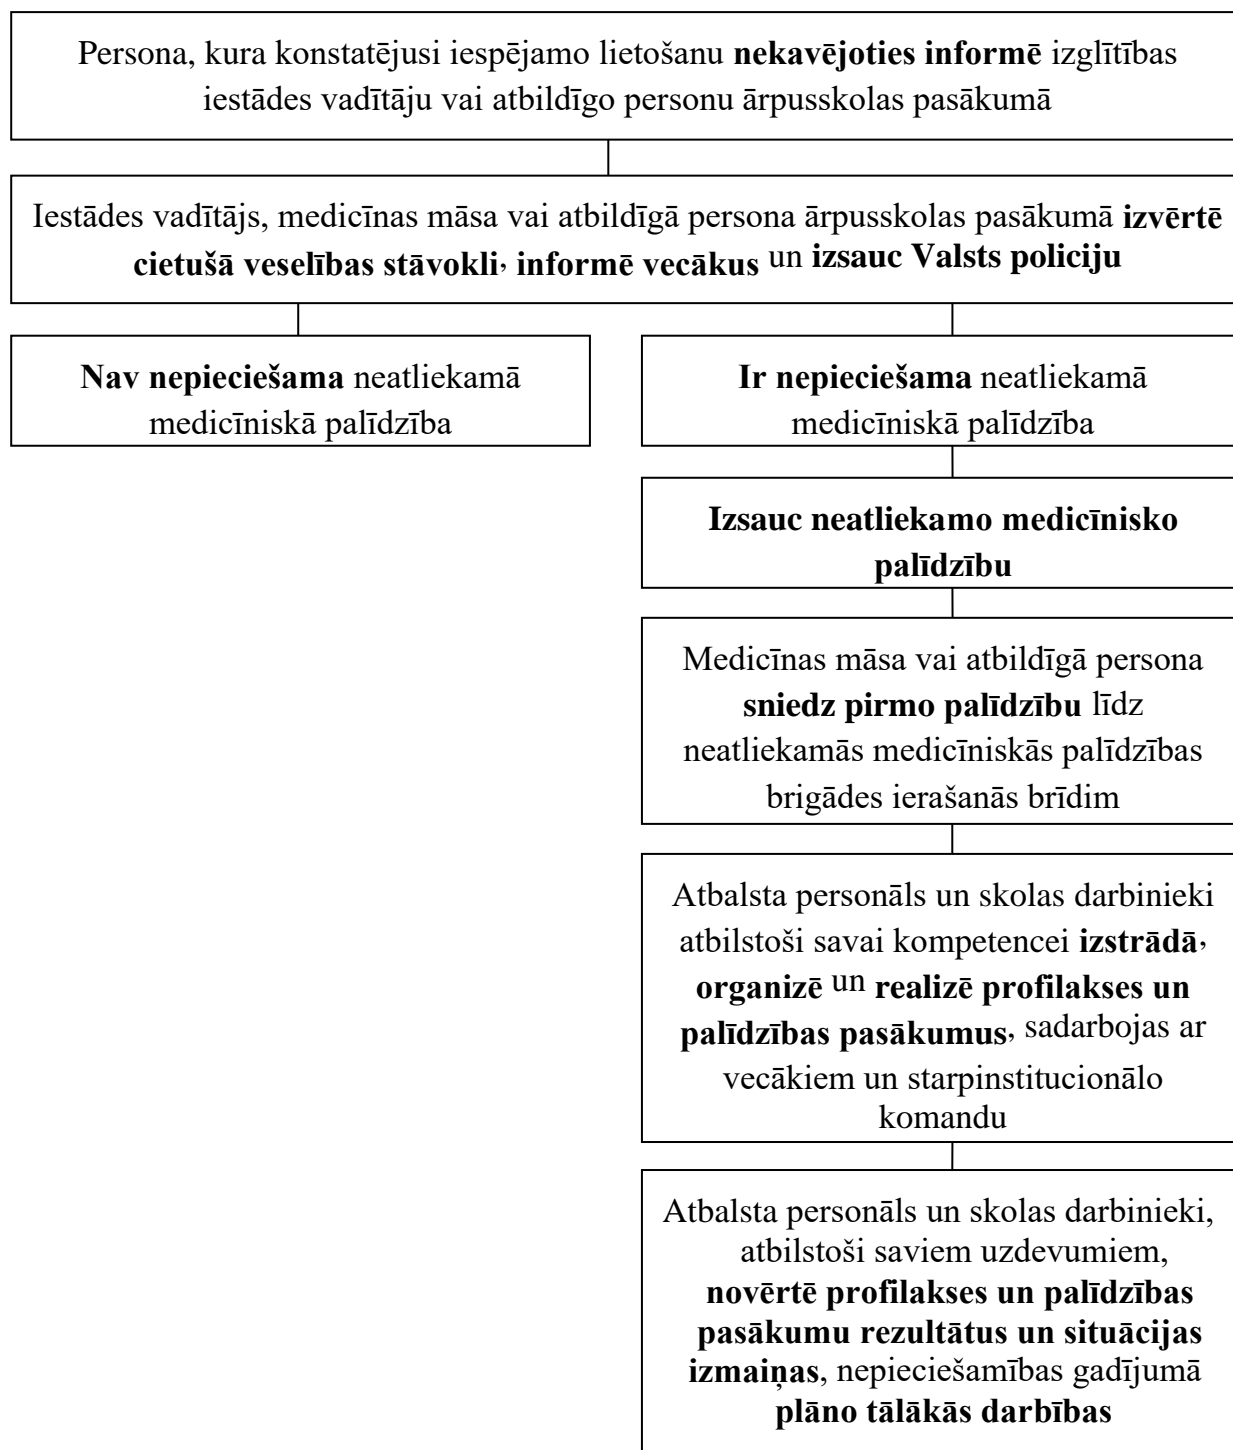 Persona, kura konstatējusi iespējamo lietošanu nekavējoties informē izglītības
iestādes vadītāju vai atbildīgo personu ārpusskolas pasākumā
Iestādes vadītājs, medicīnas māsa vai atbildīgā persona ārpusskolas pasākumā izvērtē
cietušā veselības stāvokli, informē vecākus un izsauc Valsts policiju
Nav nepieciešama neatliekamā
medicīniskā palīdzība
Ir nepieciešama neatliekamā
medicīniskā palīdzība
Izsauc neatliekamo medicīnisko
palīdzību
Medicīnas māsa vai atbildīgā persona
sniedz pirmo palīdzību līdz
neatliekamās medicīniskās palīdzības
brigādes ierašanās brīdim
Atbalsta personāls un skolas darbinieki
atbilstoši savai kompetencei izstrādā,
organizē un realizē profilakses un
palīdzības pasākumus, sadarbojas ar
vecākiem un starpinstitucionālo
komandu
Atbalsta personāls un skolas darbinieki,
atbilstoši saviem uzdevumiem,
novērtē profilakses un palīdzības
pasākumu rezultātus un situācijas
izmaiņas, nepieciešamības gadījumā
plāno tālākās darbības